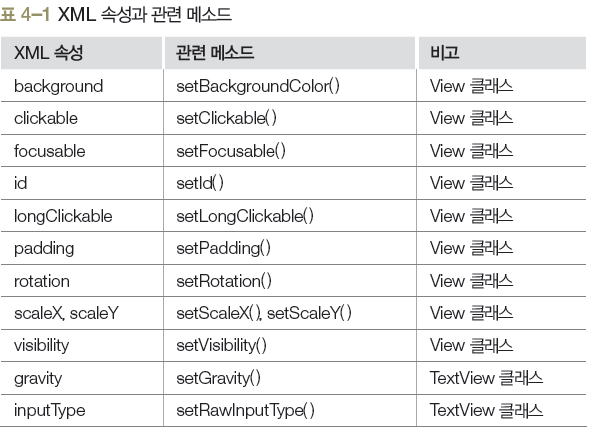 표 4-1 XML 속성과 관련 메소드
XML 속성 관련 메소드 비고
background setBackgroundColor() View 클래스
clickable setClickable() View 클래스
focusable setFocusable() View 클래스
id setId() View 클래스
longClickable setLongClickable() View 클래스
padding setPadding() View 클래스
rotation setRotation() View 클래스
scaleX, scaleY setScaleX(), setScaleY() View 클래스
visibility setVisibility() View 클래스
gravity setGravity() TextView 클래스
inputType setRawInputType() TextView 클래스